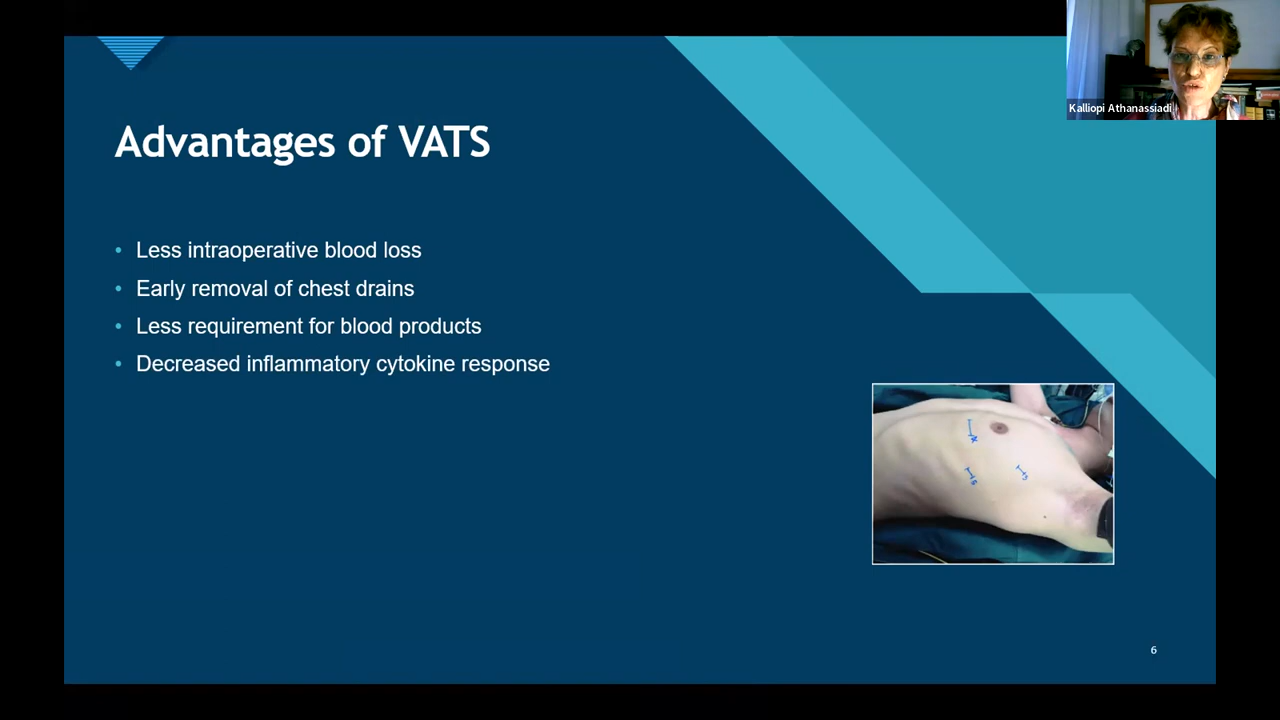 Kalliopi Athanassiadi
Advantages of VATS
• Less intraoperative blood loss
• Early removal of chest drains
• Less requirement for blood products
• Decreased inflammatory cytokine response
6